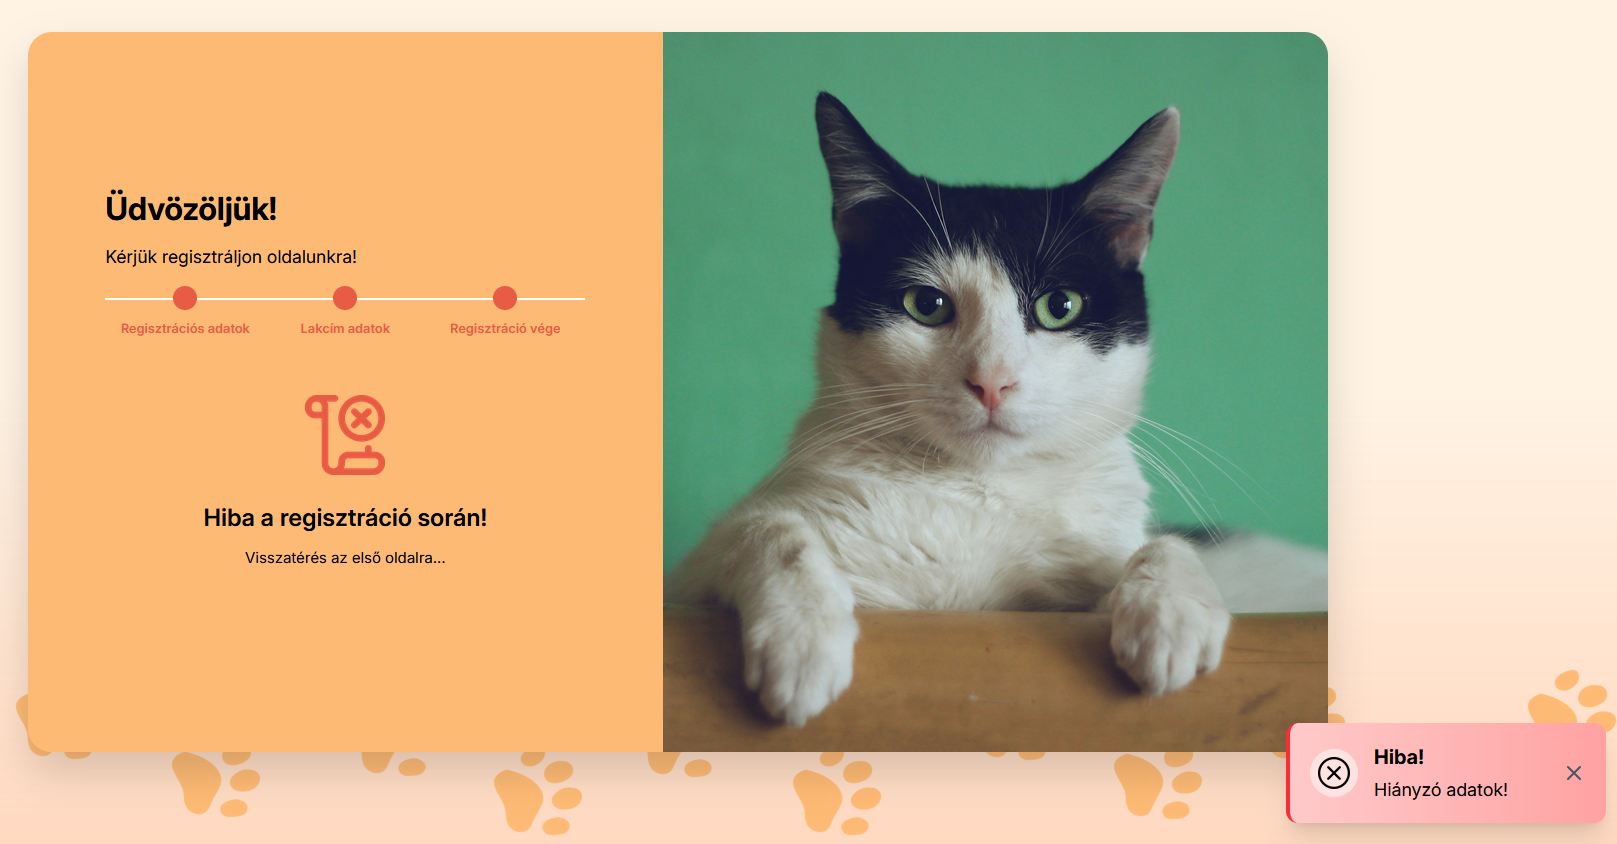 Üdvözöljük!
Kérjük regisztráljon oldalunkra!
Regisztrációs adatok
Lakcím adatok
Regisztráció vége
Hiba a regisztráció során!
Visszatérés az első oldalra...
Hiba!
Hiányzó adatok!